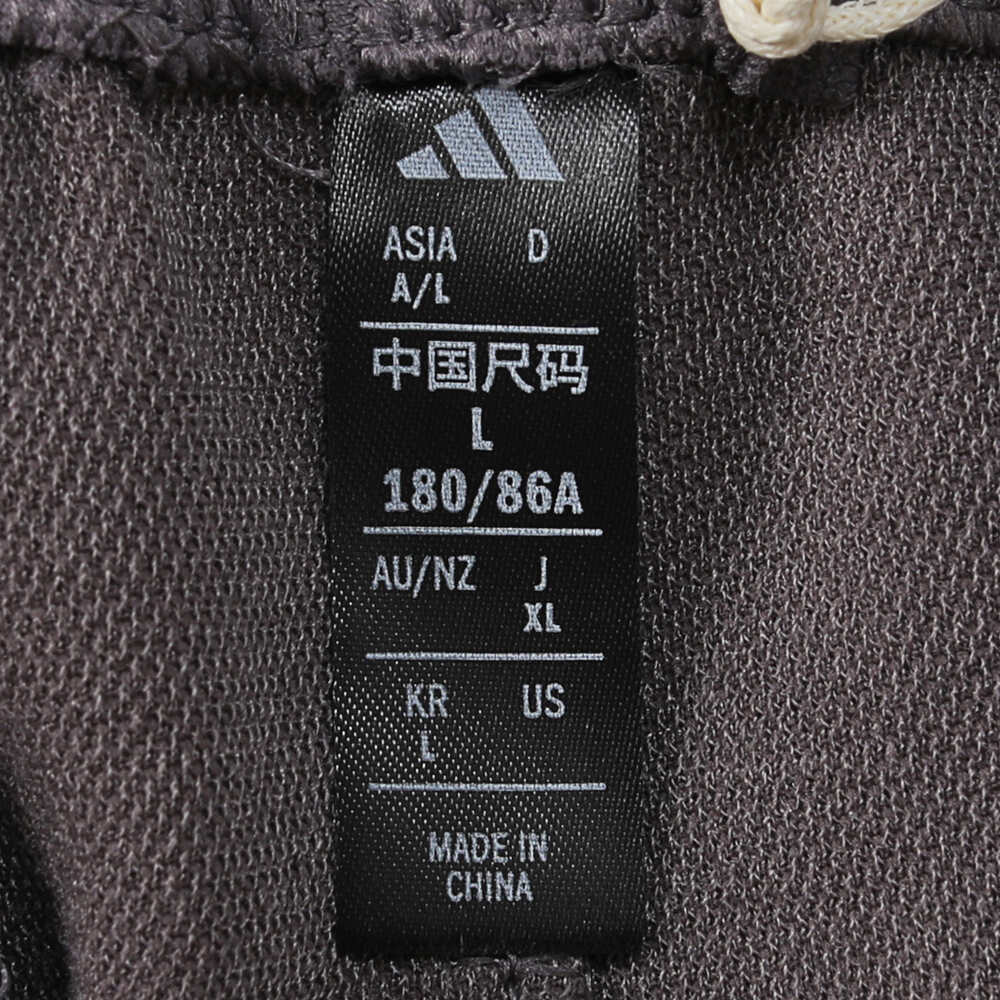 ASIA D
A/L
中国尺码
L
180/86A
AU/NZ J
XL
KR US
L
MADE IN
CHINA